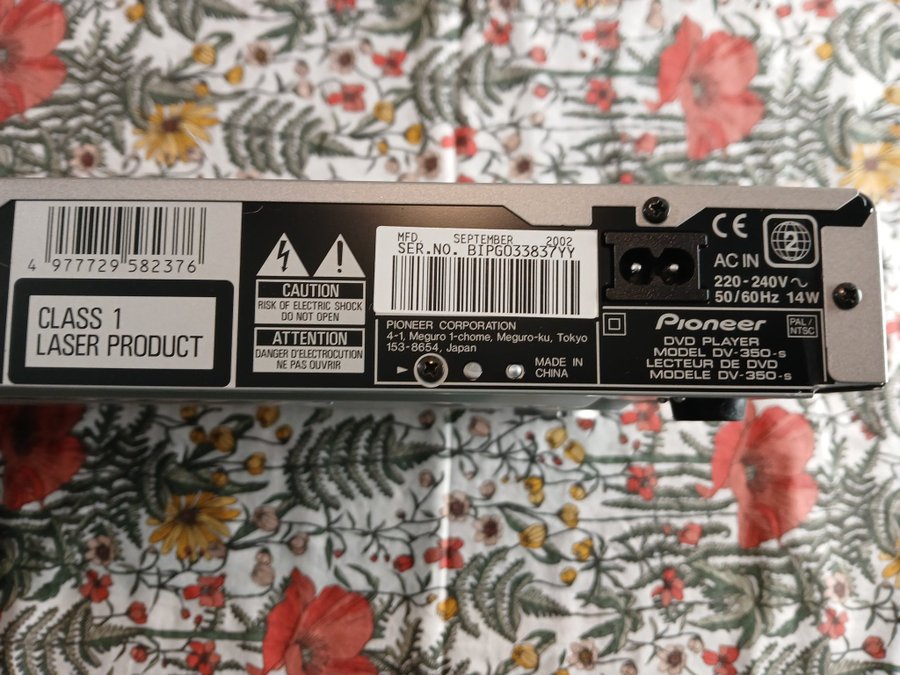 4 977729 582376
CLASS 1
LASER PRODUCT
CAUTION
RISK OF ELECTRIC SHOCK
DO NOT OPEN
ATTENTION
DANGER D'ELECTROCUTION
NE PAS OUVRIR
MFD. SEPTEMBER 2002
SER.NO. BIPG033837YY
PIONEER CORPORATION
4-1, Meguro 1-chome, Meguro-ku, Tokyo
153-8654, Japan
MADE IN
CHINA
CE
2
AC IN
220-240V~
50/60Hz 14W
Pioneer
PAL/
NTSC
DVD PLAYER
MODEL DV-350-S
LECTEUR DE DVD
MODELE DV-350-S